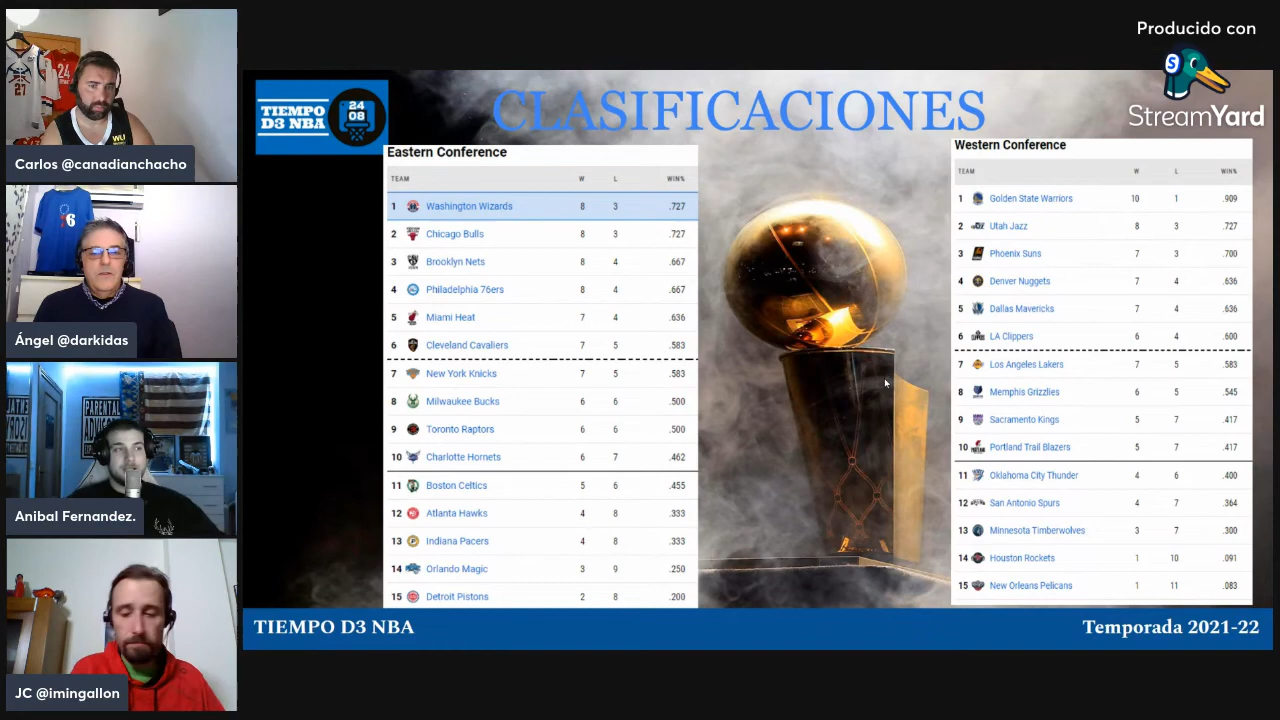 Producido con
StreamYard
TIEMPO
D3 NBA
24
08
CLASIFICACIONES
Eastern Conference
TEAM W L WIN%
1 Washington Wizards 8 3 .727
2 Chicago Bulls 8 3 .727
3 Brooklyn Nets 8 4 .667
4 Philadelphia 76ers 8 4 .667
5 Miami Heat 7 4 .636
6 Cleveland Cavaliers 7 5 .583
7 New York Knicks 7 5 .583
8 Milwaukee Bucks 6 6 .500
9 Toronto Raptors 6 6 .500
10 Charlotte Hornets 6 7 .462
11 Boston Celtics 5 6 .455
12 Atlanta Hawks 4 8 .333
13 Indiana Pacers 4 8 .333
14 Orlando Magic 3 9 .250
15 Detroit Pistons 2 8 .200
Western Conference
TEAM W L WIN%
1 Golden State Warriors 10 1 .909
2 Utah Jazz 8 3 .727
3 Phoenix Suns 7 3 .700
4 Denver Nuggets 7 4 .636
5 Dallas Mavericks 7 4 .636
6 LA Clippers 6 4 .600
7 Los Angeles Lakers 7 5 .583
8 Memphis Grizzlies 6 5 .545
9 Sacramento Kings 5 7 .417
10 Portland Trail Blazers 5 7 .417
11 Oklahoma City Thunder 4 6 .400
12 San Antonio Spurs 4 7 .364
13 Minnesota Timberwolves 3 7 .300
14 Houston Rockets 1 10 .091
15 New Orleans Pelicans 1 11 .083
TIEMPO D3 NBA
Temporada 2021-22
24
21
Carlos @canadianchacho
Ángel @darkidas
PARENTAL
Anibal Fernandez.
JC @imingallon